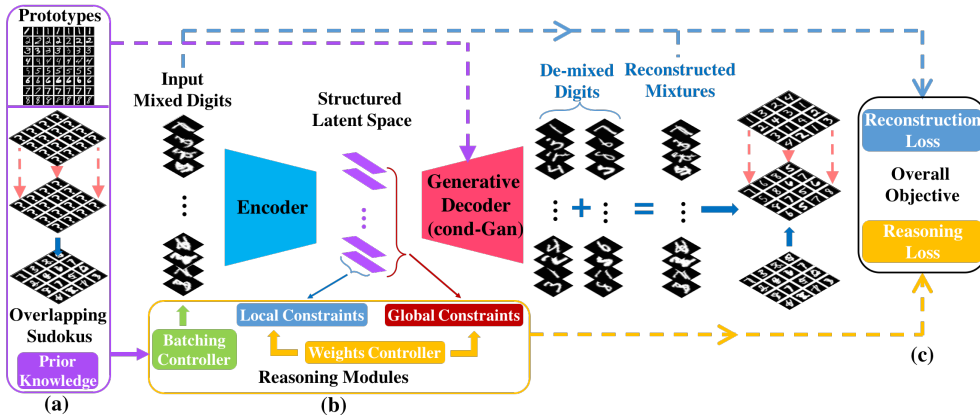 Prototypes
Overlapping
Sudokus
Prior
Knowledge
(a)
Input
Mixed Digits
Encoder
Structured
Latent Space
Generative
Decoder
(cond-Gan)
Batching
Controller
Local Constraints
Global Constraints
Weights Controller
Reasoning Modules
(b)
De-mixed
Digits
Reconstructed
Mixtures
+
=
Reconstruction
Loss
Overall
Objective
Reasoning
Loss
(c)